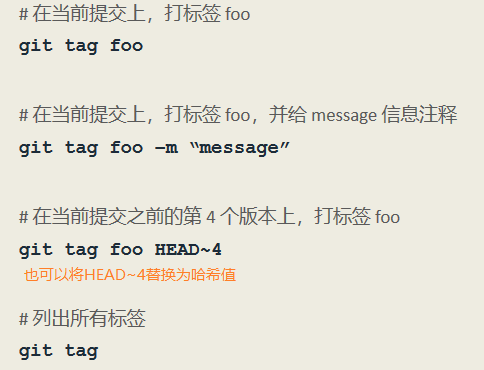 # 在当前提交上，打标签 foo
git tag foo
# 在当前提交上，打标签 foo，并给 message 信息注释
git tag foo –m “message”
# 在当前提交之前的第 4 个版本上，打标签 foo
git tag foo HEAD~4
也可以将HEAD~4替换为哈希值
# 列出所有标签
git tag